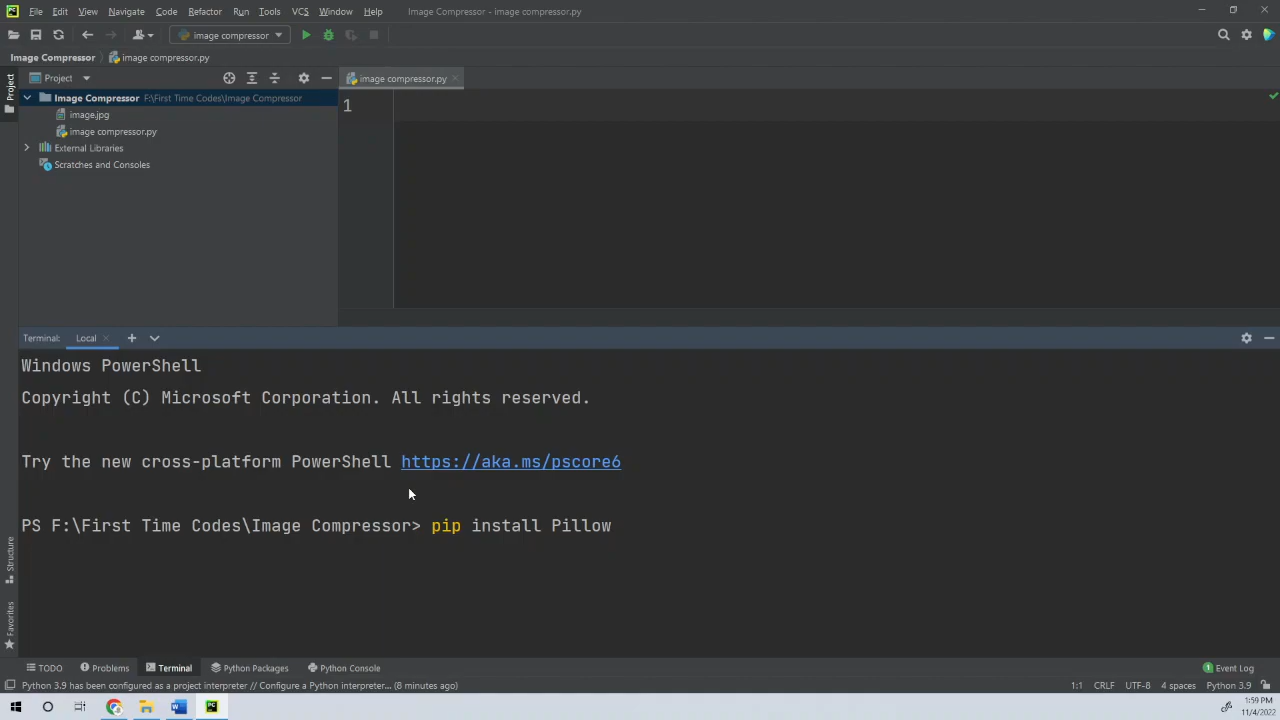 File Edit View Navigate Code Refactor Run Tools VCS Window Help Image Compressor - image compressor.py
image compressor
Image Compressor image compressor.py
Project
Project
image compressor.py
Image Compressor F:\First Time Codes\Image Compressor
1
image.jpg
image compressor.py
External Libraries
Scratches and Consoles
Terminal: Local
Windows PowerShell
Copyright (C) Microsoft Corporation. All rights reserved.
Try the new cross-platform PowerShell https://aka.ms/pscore6
PS F:\First Time Codes\Image Compressor> pip install Pillow
Structure
Favorites
TODO Problems Terminal Python Packages Python Console 1 Event Log
Python 3.9 has been configured as a project interpreter // Configure a Python interpreter... (8 minutes ago) 1:1 CRLF UTF-8 4 spaces Python 3.9
1:59 PM
11/4/2022